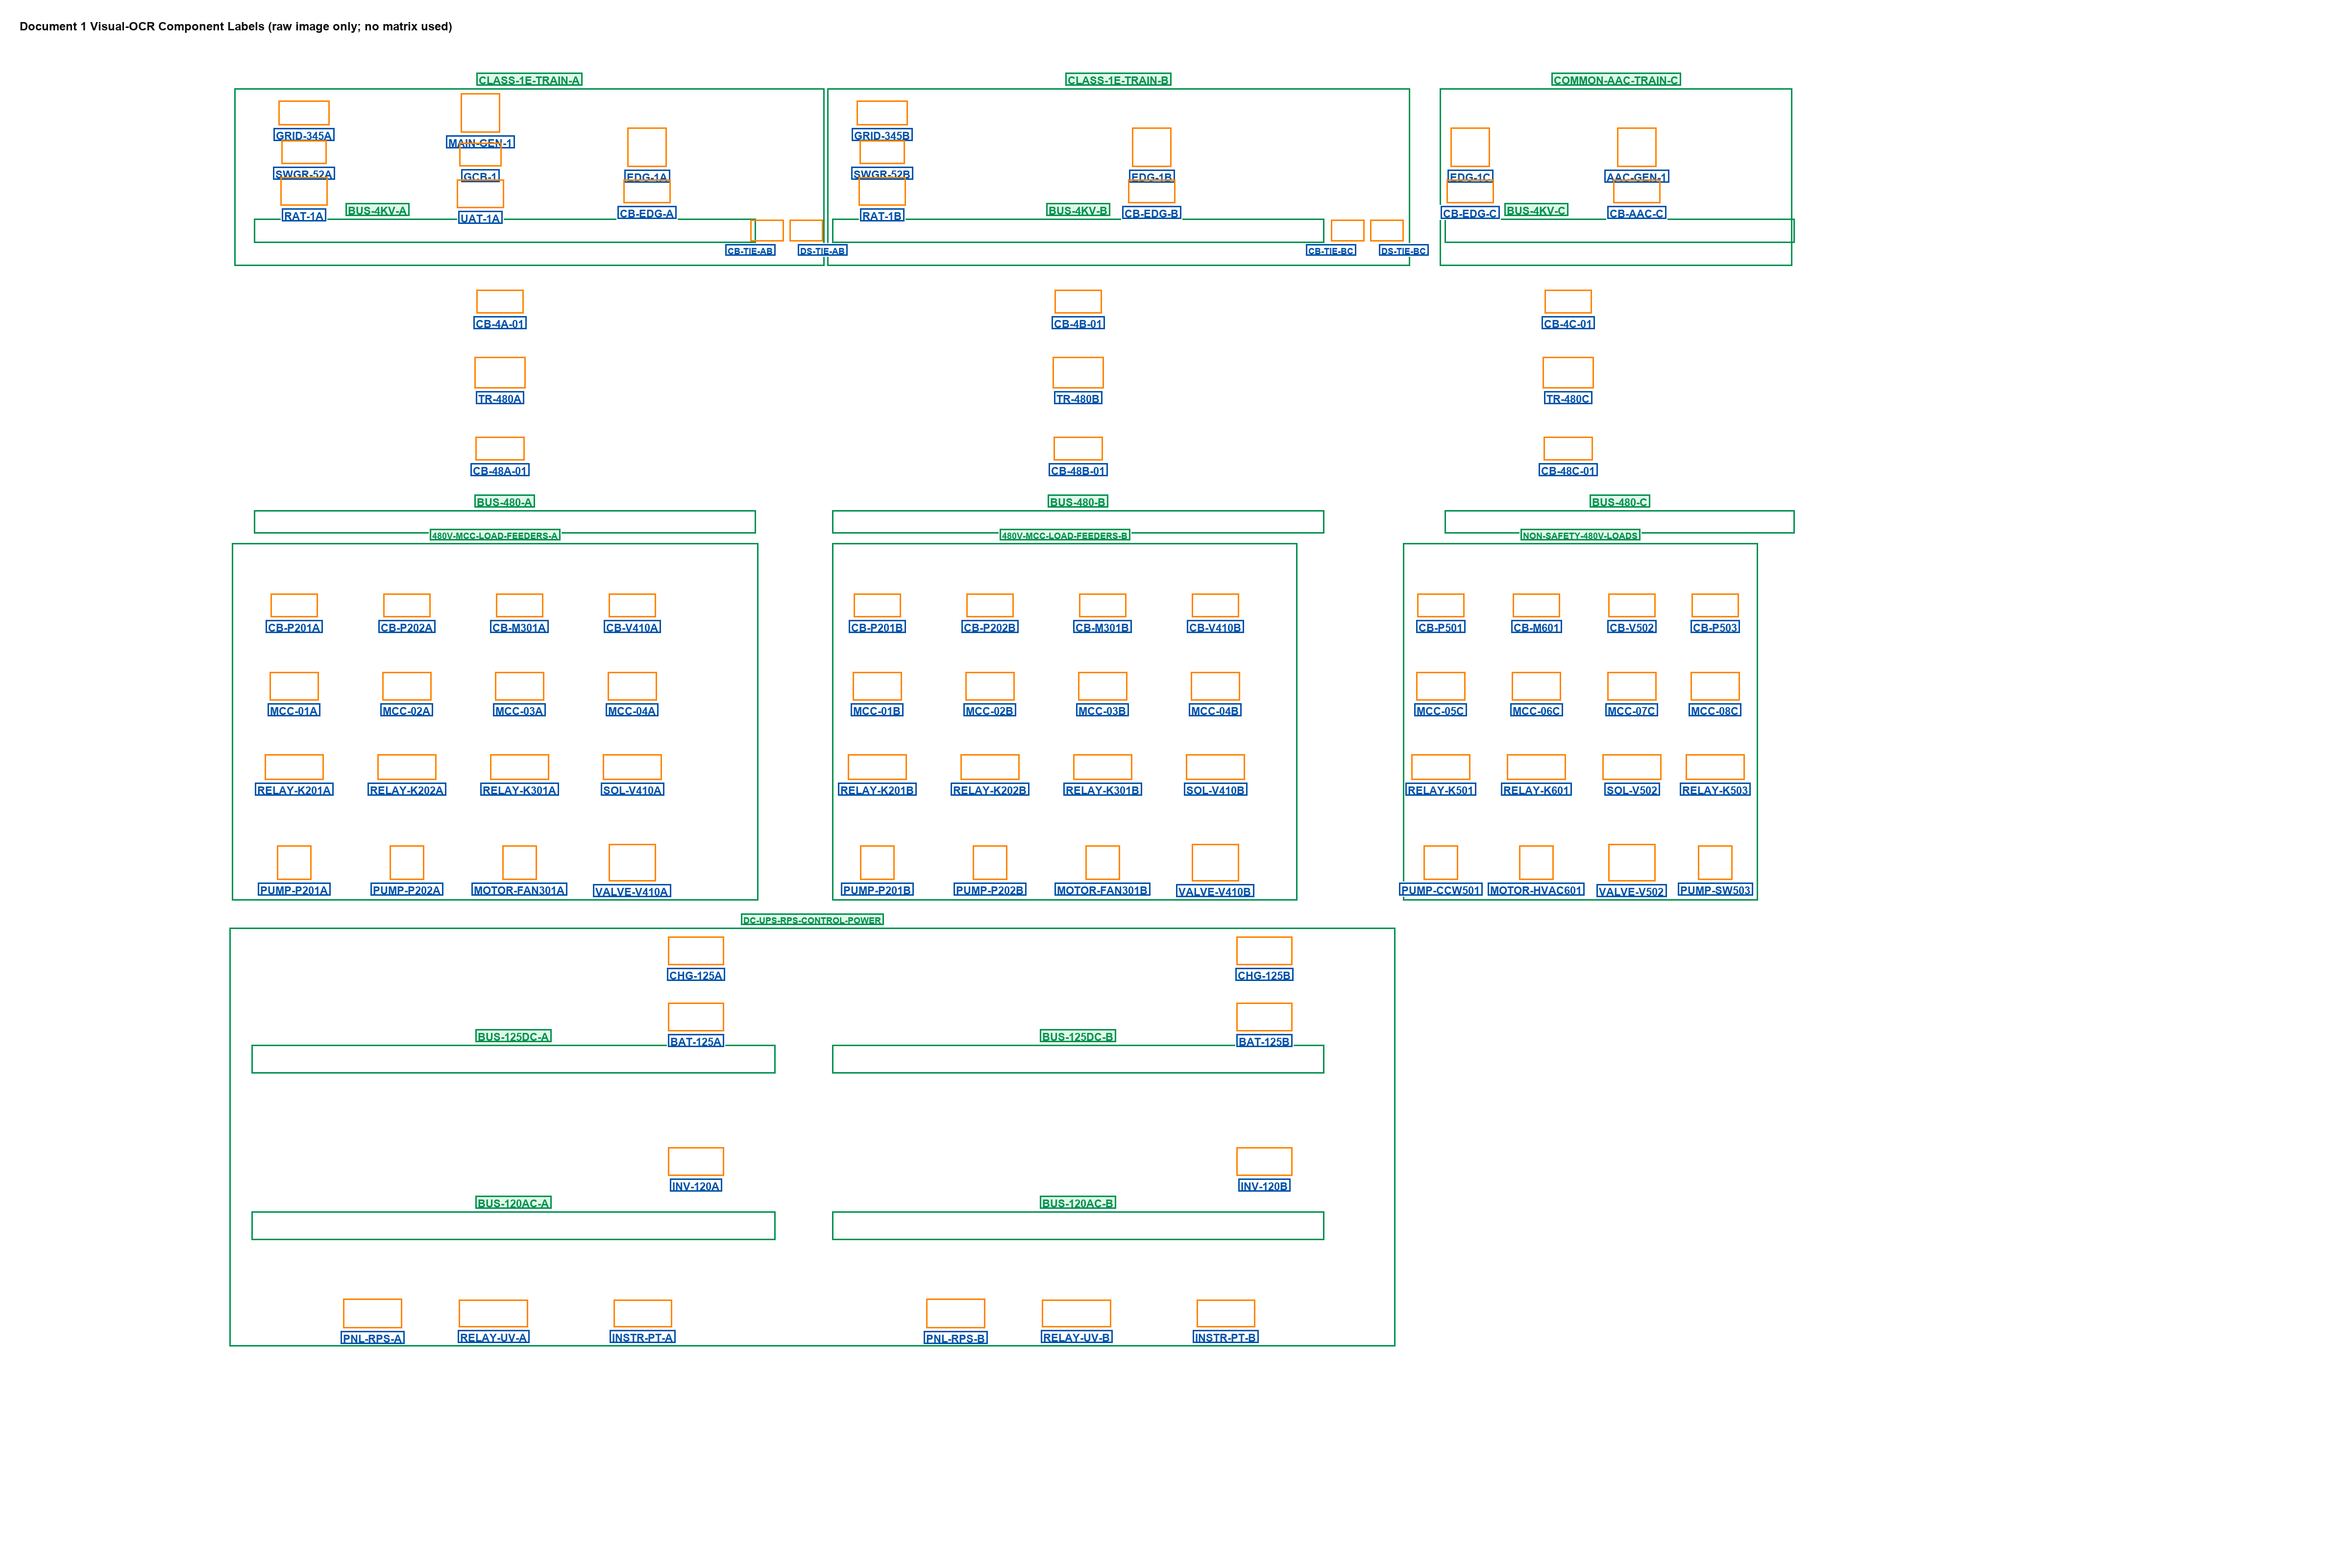 Document 1 Visual-OCR Component Labels (raw image only; no matrix used)
CLASS-1E-TRAIN-A
CLASS-1E-TRAIN-B
COMMON-AAC-TRAIN-C
GRID-345A
MAIN-GEN-1
GRID-345B
SWGR-52A
GCB-1
EDG-1A
SWGR-52B
EDG-1B
EDG-1C
AAC-GEN-1
RAT-1A
BUS-4KV-A
UAT-1A
CB-EDG-A
RAT-1B
BUS-4KV-B
CB-EDG-B
CB-EDG-C
BUS-4KV-C
CB-AAC-C
CB-TIE-AB
DS-TIE-AB
CB-TIE-BC
DS-TIE-BC
CB-4A-01
CB-4B-01
CB-4C-01
TR-480A
TR-480B
TR-480C
CB-48A-01
CB-48B-01
CB-48C-01
BUS-480-A
BUS-480-B
BUS-480-C
480V-MCC-LOAD-FEEDERS-A
480V-MCC-LOAD-FEEDERS-B
NON-SAFETY-480V-LOADS
CB-P201A
CB-P202A
CB-M301A
CB-V410A
CB-P201B
CB-P202B
CB-M301B
CB-V410B
CB-P501
CB-M601
CB-V502
CB-P503
MCC-01A
MCC-02A
MCC-03A
MCC-04A
MCC-01B
MCC-02B
MCC-03B
MCC-04B
MCC-05C
MCC-06C
MCC-07C
MCC-08C
RELAY-K201A
RELAY-K202A
RELAY-K301A
SOL-V410A
RELAY-K201B
RELAY-K202B
RELAY-K301B
SOL-V410B
RELAY-K501
RELAY-K601
SOL-V502
RELAY-K503
PUMP-P201A
PUMP-P202A
MOTOR-FAN301A
VALVE-V410A
PUMP-P201B
PUMP-P202B
MOTOR-FAN301B
VALVE-V410B
PUMP-CCW501
MOTOR-HVAC601
VALVE-V502
PUMP-SW503
DC-UPS-RPS-CONTROL-POWER
CHG-125A
CHG-125B
BUS-125DC-A
BAT-125A
BUS-125DC-B
BAT-125B
INV-120A
INV-120B
BUS-120AC-A
BUS-120AC-B
PNL-RPS-A
RELAY-UV-A
INSTR-PT-A
PNL-RPS-B
RELAY-UV-B
INSTR-PT-B